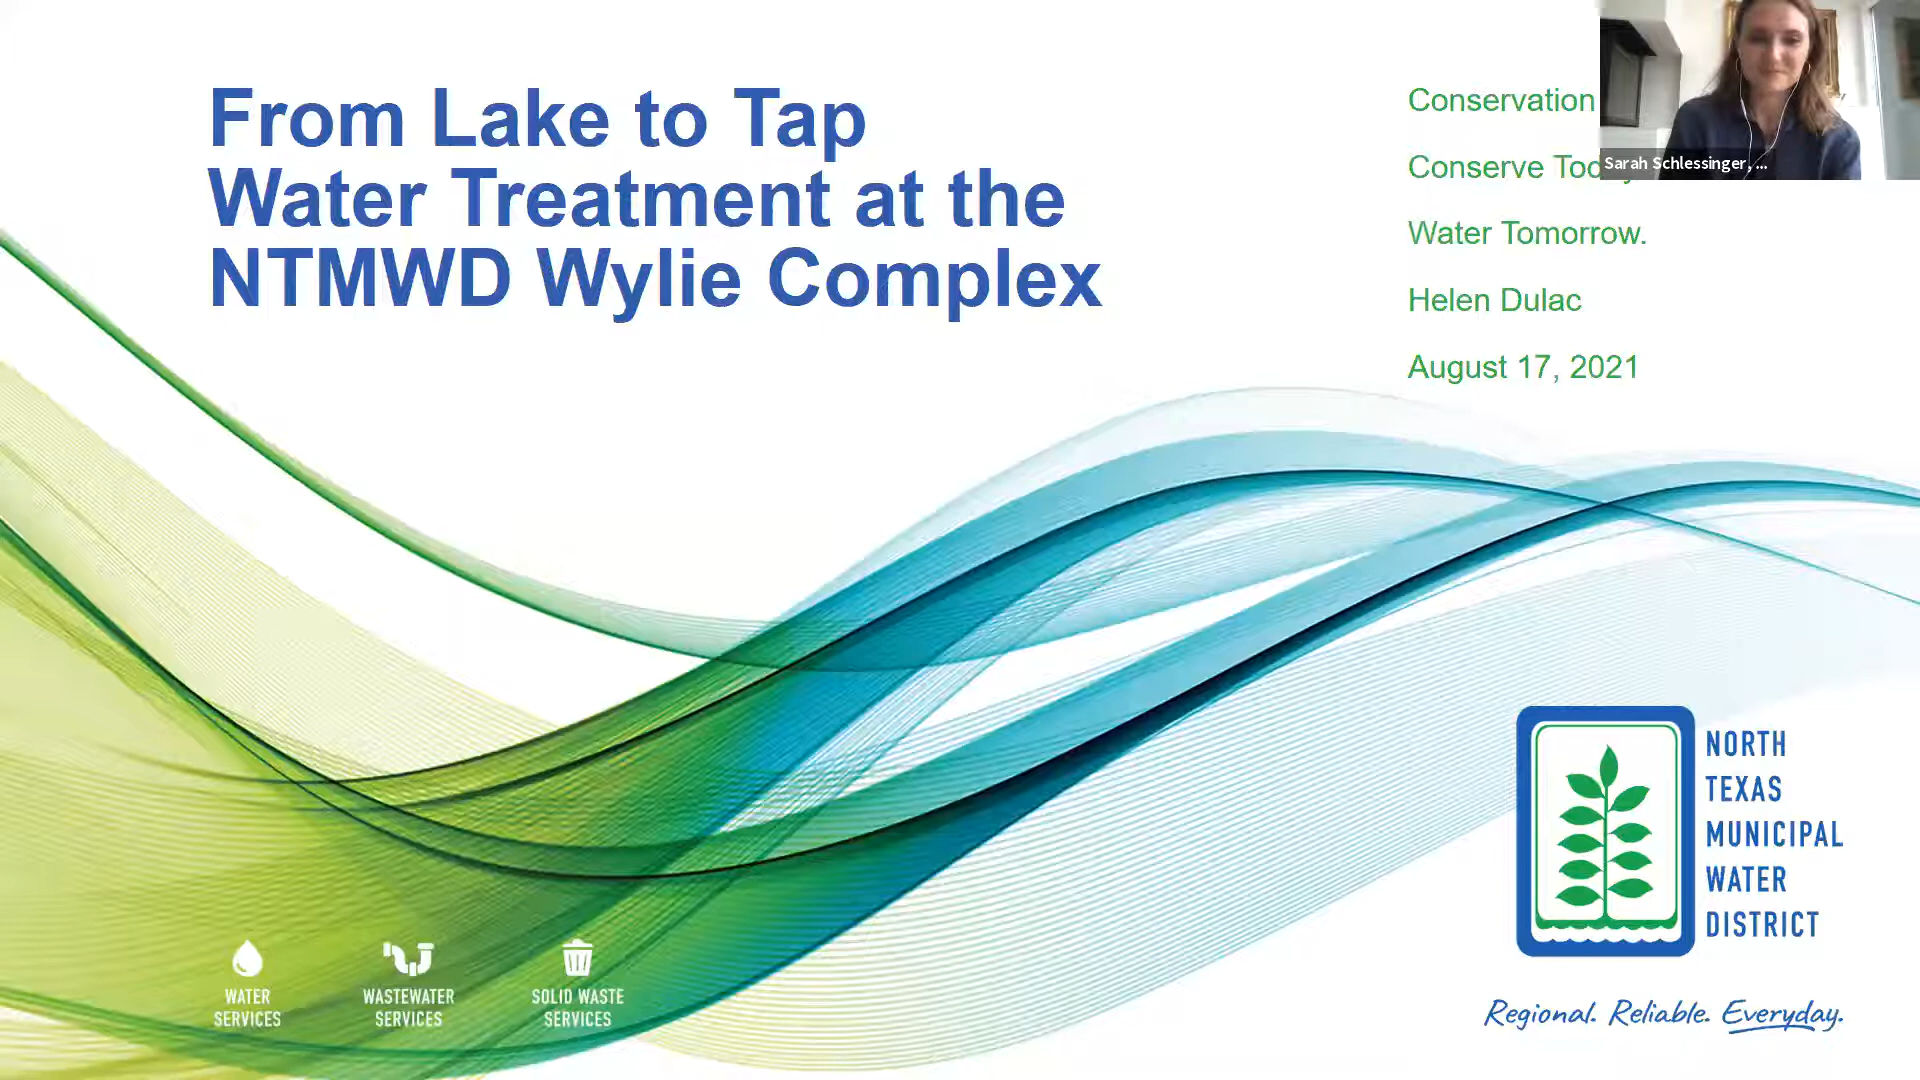 From Lake to Tap
Water Treatment at the
NTMWD Wylie Complex
Conservation
Conserve
Water Tomorrow.
Helen Dulac
August 17, 2021
Sarah Schlessinger, ...
NORTH
TEXAS
MUNICIPAL
WATER
DISTRICT
Regional. Reliable. Everyday.
WATER
SERVICES
WASTEWATER
SERVICES
SOLID WASTE
SERVICES